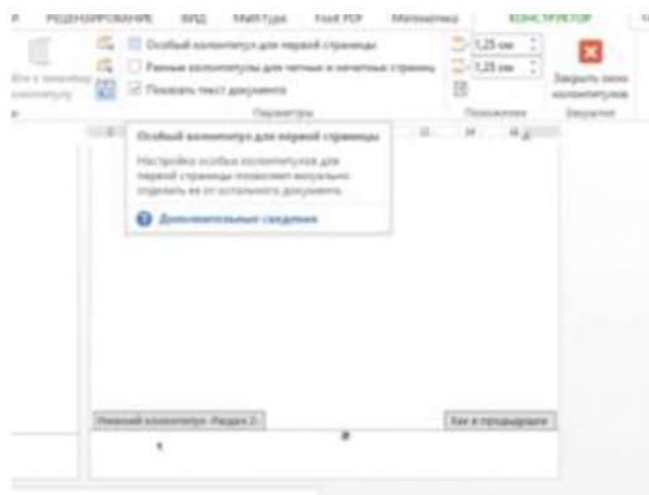 РЕЦЕНЗИРОВАНИЕ ВИД MathType Foxit PDF Математика КОНСТРУКТОР
Особый колонтитул для первой страницы
Разные колонтитулы для четных и нечетных страниц
Показать текст документа
1,25 см
1,25 см
Закрыть окно
колонтитулов
Параметры Положение Закрытие
Особый колонтитул для первой страницы
Настройка особых колонтитулов для
первой страницы позволяет визуально
отделить ее от остального документа.
Дополнительные сведения
Нижний колонтитул -Раздел 2-
Как в предыдущем